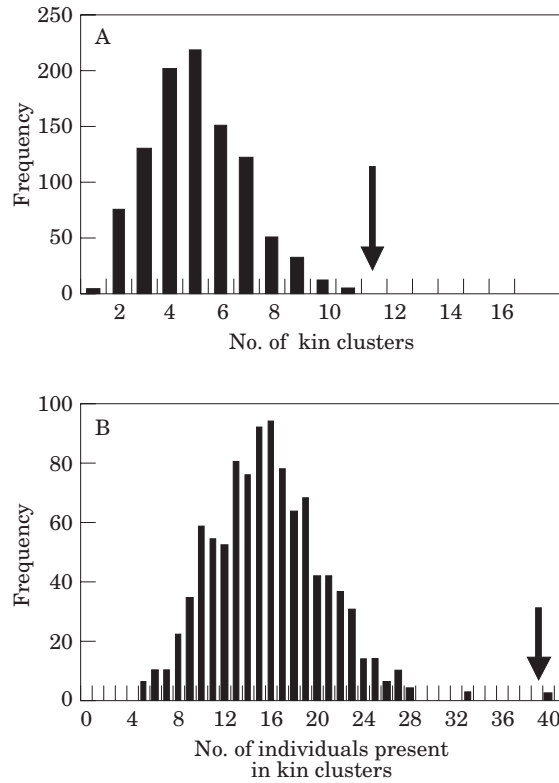 250
A
200
150
100
50
0
Frequency
2 4 6 8 10 12 14 16
No. of kin clusters
100
B
80
60
40
20
0
Frequency
0 4 8 12 16 20 24 28 32 36 40
No. of individuals present
in kin clusters